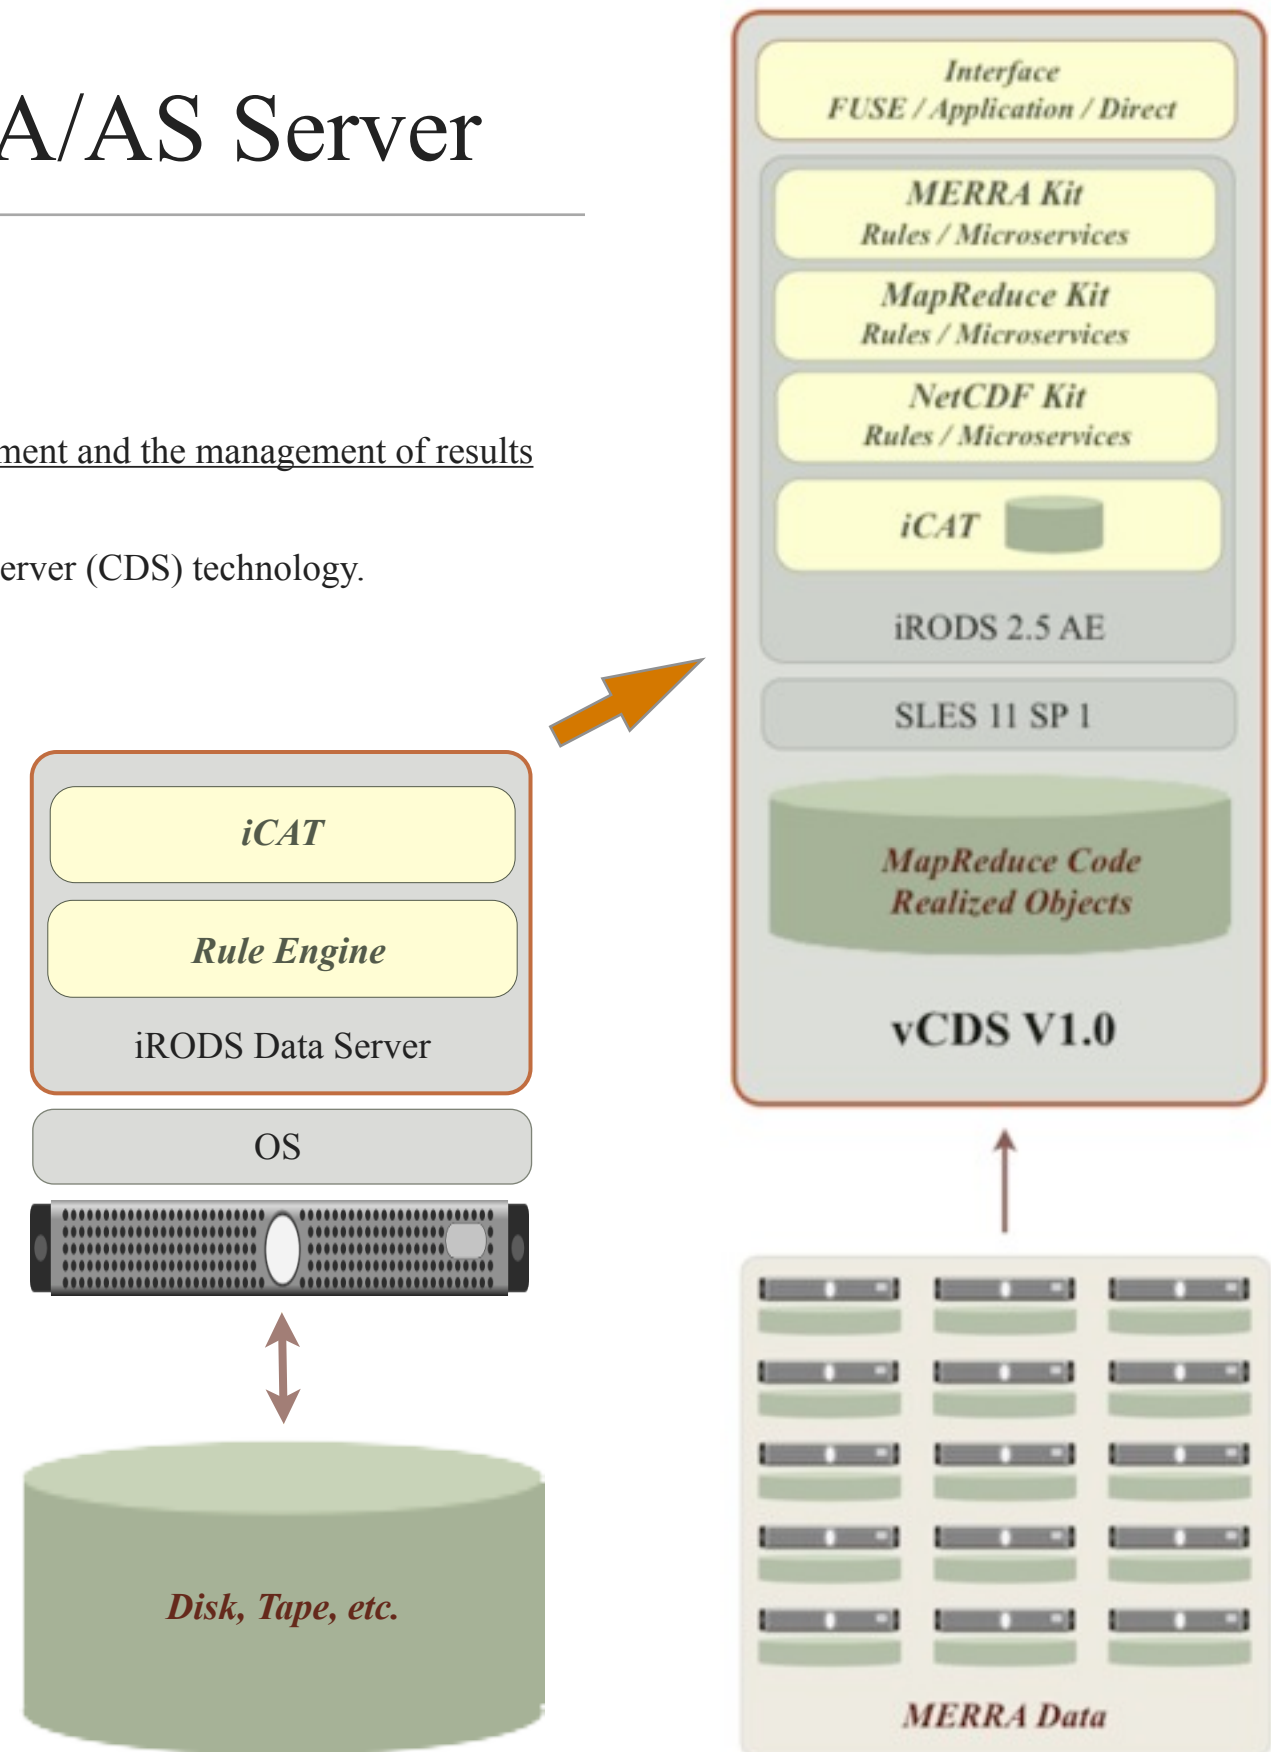 A/AS Server
ment and the management of results
erver (CDS) technology.
iCAT
Rule Engine
iRODS Data Server
OS
Disk, Tape, etc.
Interface
FUSE / Application / Direct
MERRA Kit
Rules / Microservices
MapReduce Kit
Rules / Microservices
NetCDF Kit
Rules / Microservices
iCAT
iRODS 2.5 AE
SLES 11 SP 1
MapReduce Code
Realized Objects
vCDS V1.0
MERRA Data